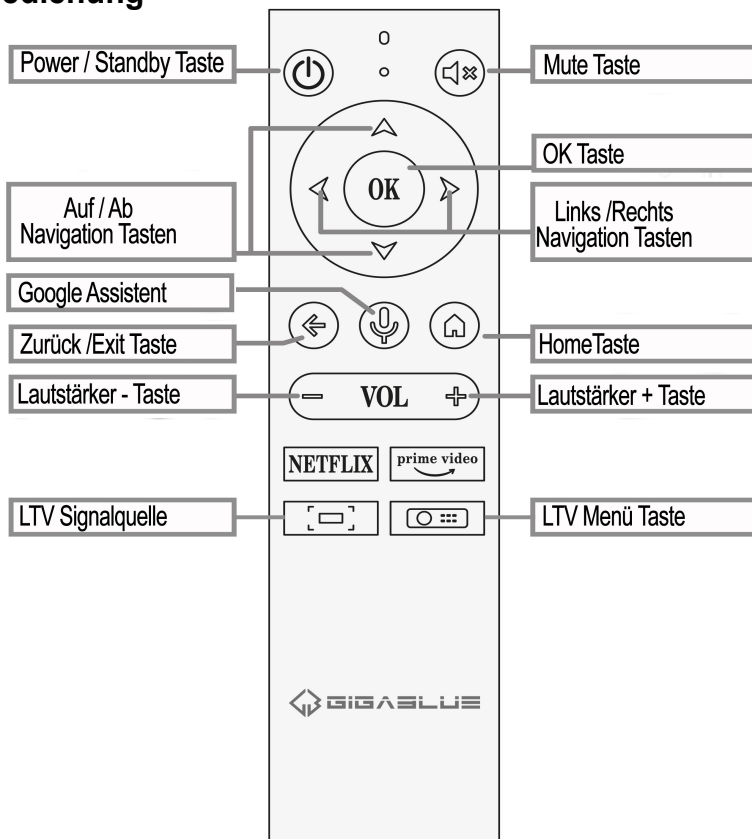 Power / Standby Taste
Mute Taste
OK Taste
OK
Auf / Ab
Navigation Tasten
Links /Rechts
Navigation Tasten
Google Assistent
Zurück /Exit Taste
HomeTaste
Lautstärker - Taste
VOL
Lautstärker + Taste
NETFLIX
prime video
LTV Signalquelle
LTV Menü Taste
GIGABLUE